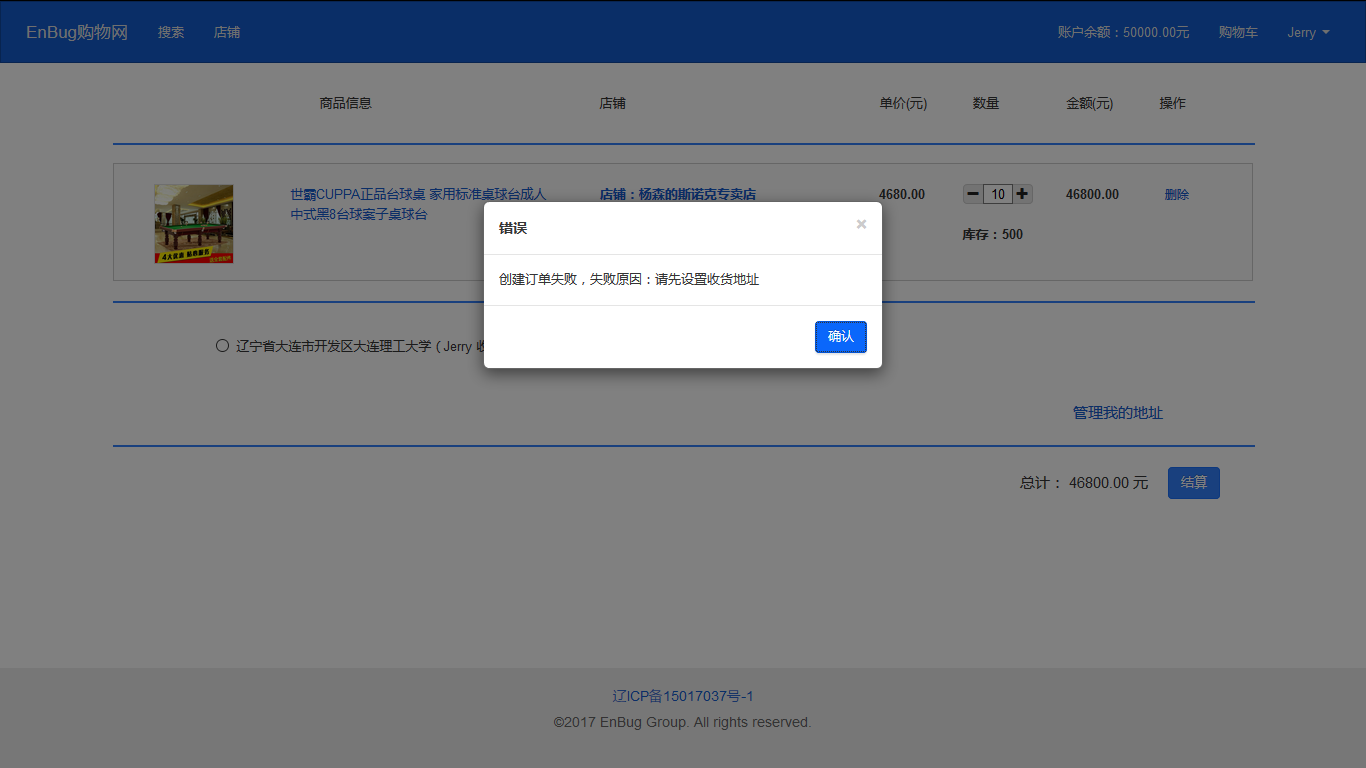 EnBug购物网 搜索 店铺 账户余额：50000.00元 购物车 Jerry
商品信息 店铺 单价(元) 数量 金额(元) 操作
世霸CUPPA正品台球桌 家用标准桌球台成人 店铺：杨森的斯诺克专卖店 4680.00 10 46800.00 删除
中式黑8台球案子桌球台
库存：500
错误 ×
创建订单失败，失败原因：请先设置收货地址
确认
辽宁省大连市开发区大连理工大学 ( Jerry 收
管理我的地址
总计： 46800.00 元 结算
辽ICP备15017037号-1
©2017 EnBug Group. All rights reserved.